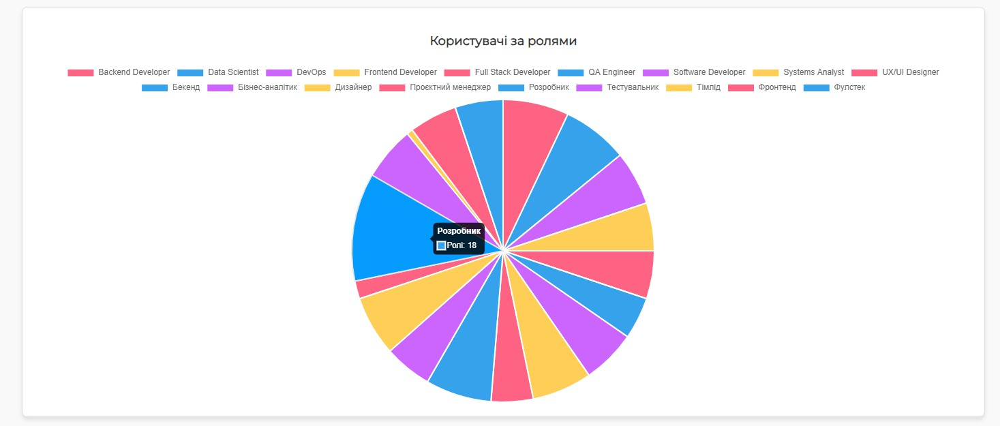 Користувачі за ролями
Backend Developer Data Scientist DevOps Frontend Developer Full Stack Developer QA Engineer Software Developer Systems Analyst UX/UI Designer
Бекенд Бізнес-аналітик Дизайнер Проєктний менеджер Розробник Тестувальник Тімлід Фронтенд Фулстек
Розробник
Ролі: 18